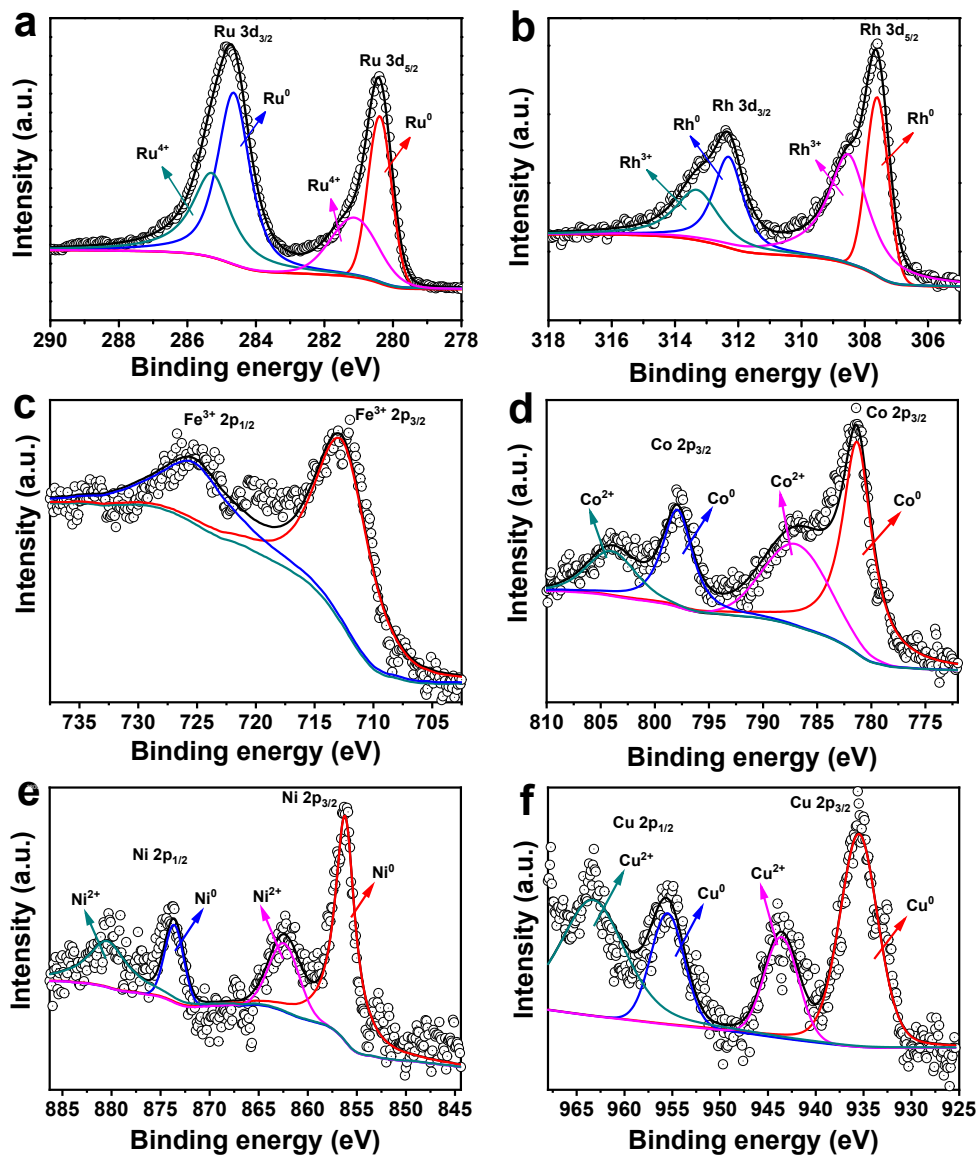 a
Ru 3d3/2
Ru 3d5/2
Ru0
Ru0
Ru4+
Ru4+
Intensity (a.u.)
290 288 286 284 282 280 278
Binding energy (eV)
b
Rh 3d5/2
Rh 3d3/2
Rh0
Rh0
Rh3+
Rh3+
Intensity (a.u.)
318 316 314 312 310 308 306
Binding energy (eV)
c
Fe3+ 2p1/2
Fe3+ 2p3/2
Intensity (a.u.)
735 730 725 720 715 710 705
Binding energy (eV)
d
Co 2p3/2
Co 2p3/2
Co2+
Co0
Co2+
Co0
Intensity (a.u.)
810 805 800 795 790 785 780 775
Binding energy (eV)
e
Ni 2p3/2
Ni 2p1/2
Ni2+
Ni0
Ni2+
Ni0
Intensity (a.u.)
885 880 875 870 865 860 855 850 845
Binding energy (eV)
f
Cu 2p3/2
Cu 2p1/2
Cu2+
Cu0
Cu2+
Cu0
Intensity (a.u.)
965 960 955 950 945 940 935 930 925
Binding energy (eV)